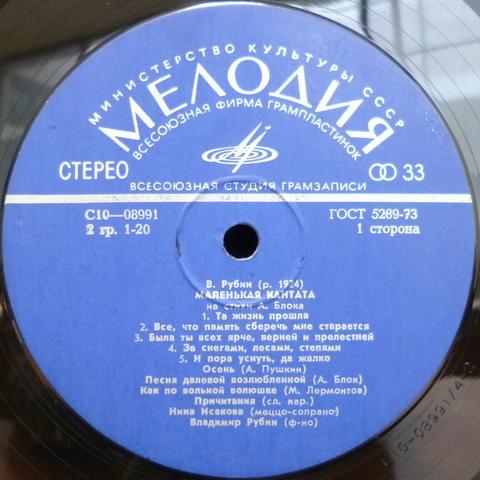 МИНИСТЕРСТВО КУЛЬТУРЫ СССР
МЕЛОДИЯ
ВСЕСОЮЗНАЯ ФИРМА ГРАМПЛАСТИНОК
СТЕРЕО
33
ВСЕСОЮЗНАЯ СТУДИЯ ГРАМЗАПИСИ
С10—08991
ГОСТ 5289-73
2 гр. 1-20
1 сторона
В. Рубин (р. 1924)
МАЛЕНЬКАЯ КАНТАТА
на стихи А. Блока
1. Та жизнь прошла
2. Все, что память сберечь мне старается
3. Была ты всех ярче, верней и прелестней
4. За снегами, лесами, степями
5. И пора уснуть, да жалко
Осень (А. Пушкин)
Песня далекой возлюбленной (А. Блок)
Как по вольной волюшке (М. Лермонтов)
Причитания (сл. нар.)
Нина Исакова (меццо-сопрано)
Владимир Рубин (ф-но)